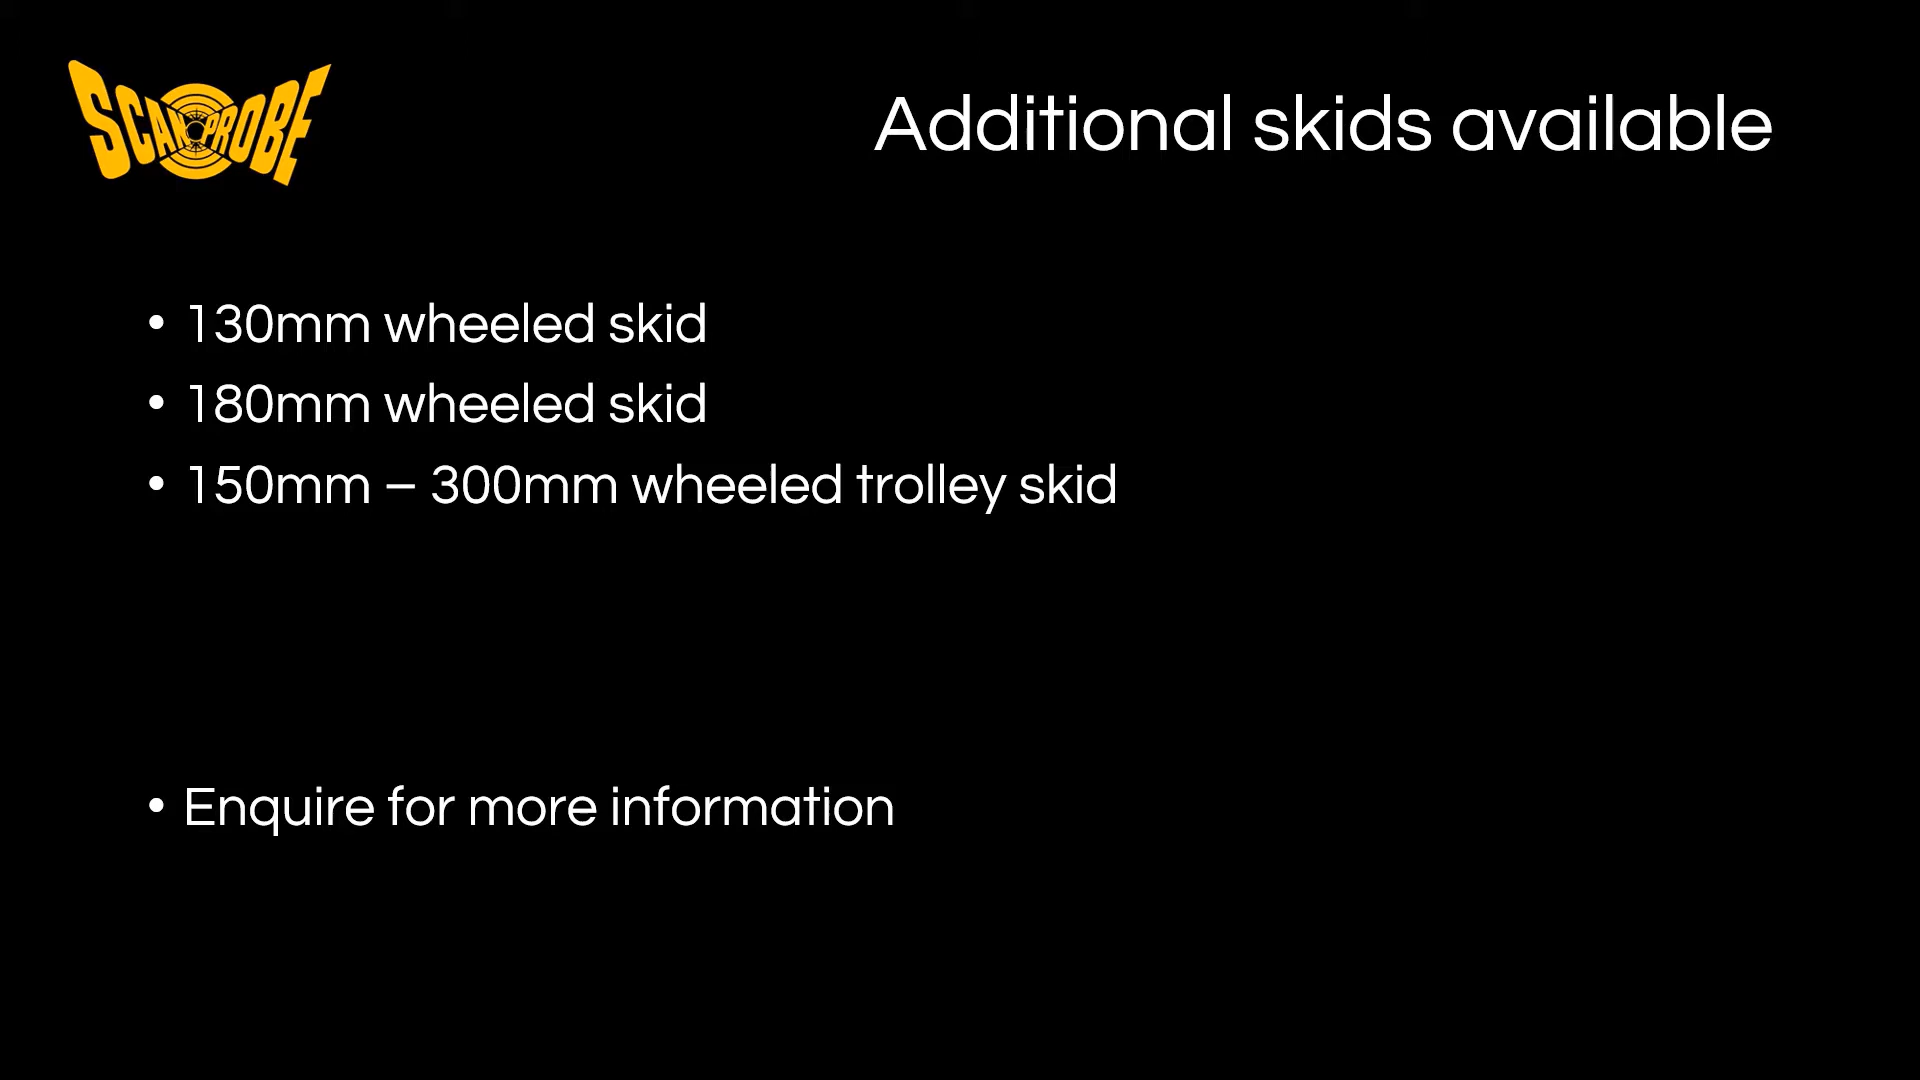 SCANPROBE
Additional skids available
• 130mm wheeled skid
• 180mm wheeled skid
• 150mm – 300mm wheeled trolley skid
• Enquire for more information